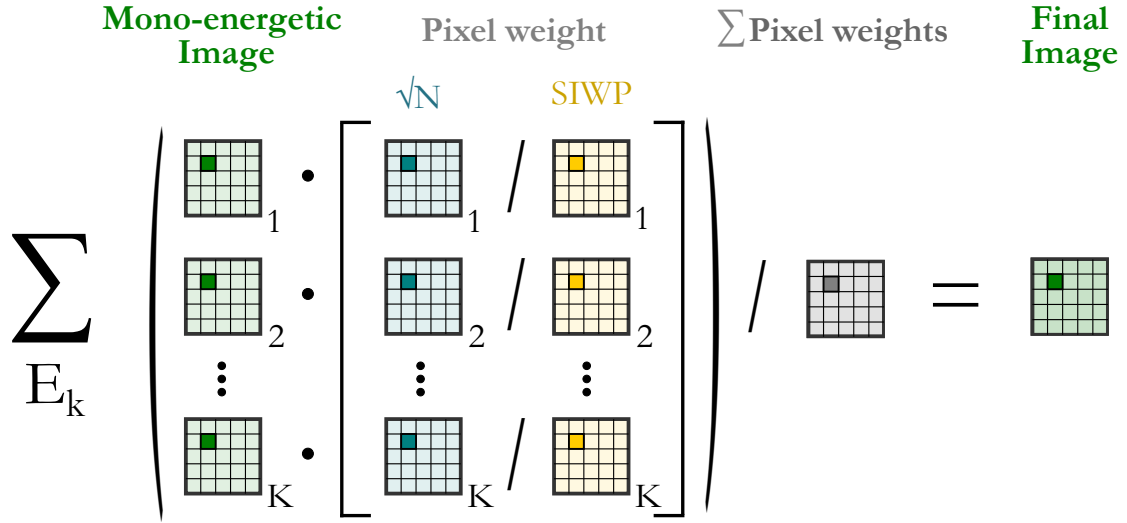 Mono-energetic Image
Pixel weight
∑Pixel weights
Final Image
√N
SIWP
1 · 1 / 1
∑ 2 · 2 / 2 / =
E_k
K · K / K